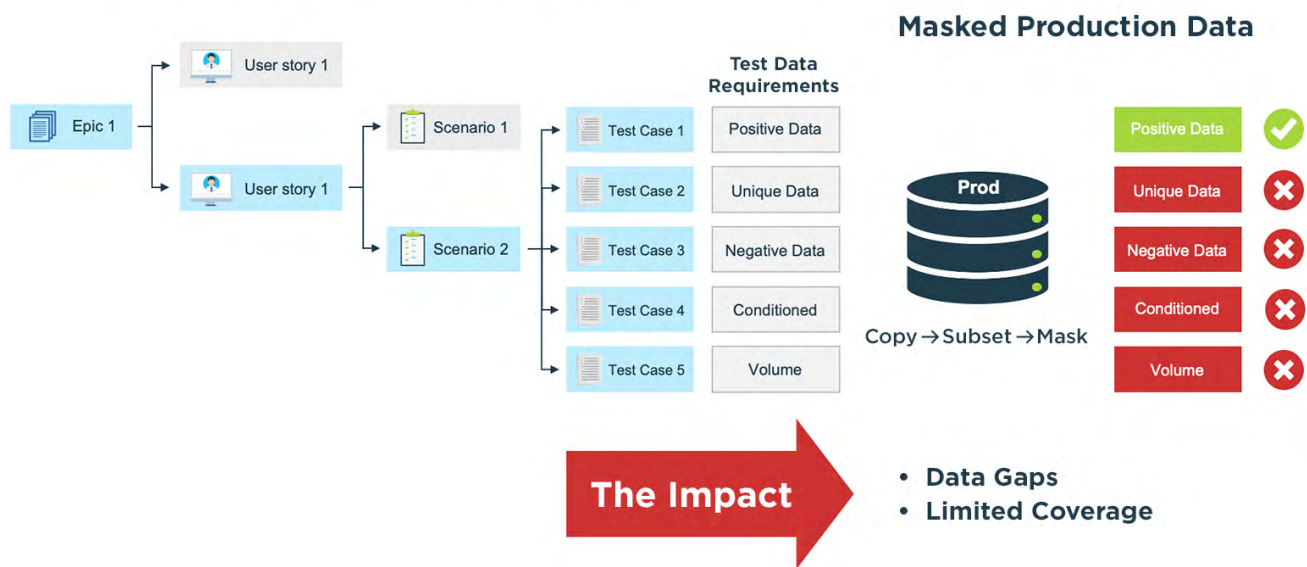 Masked Production Data
Test Data
Requirements
User story 1
Epic 1
User story 1
Scenario 1
Scenario 2
Test Case 1
Positive Data
Test Case 2
Unique Data
Test Case 3
Negative Data
Test Case 4
Conditioned
Test Case 5
Volume
Prod
Copy → Subset → Mask
Positive Data
Unique Data
Negative Data
Conditioned
Volume
The Impact
• Data Gaps
• Limited Coverage